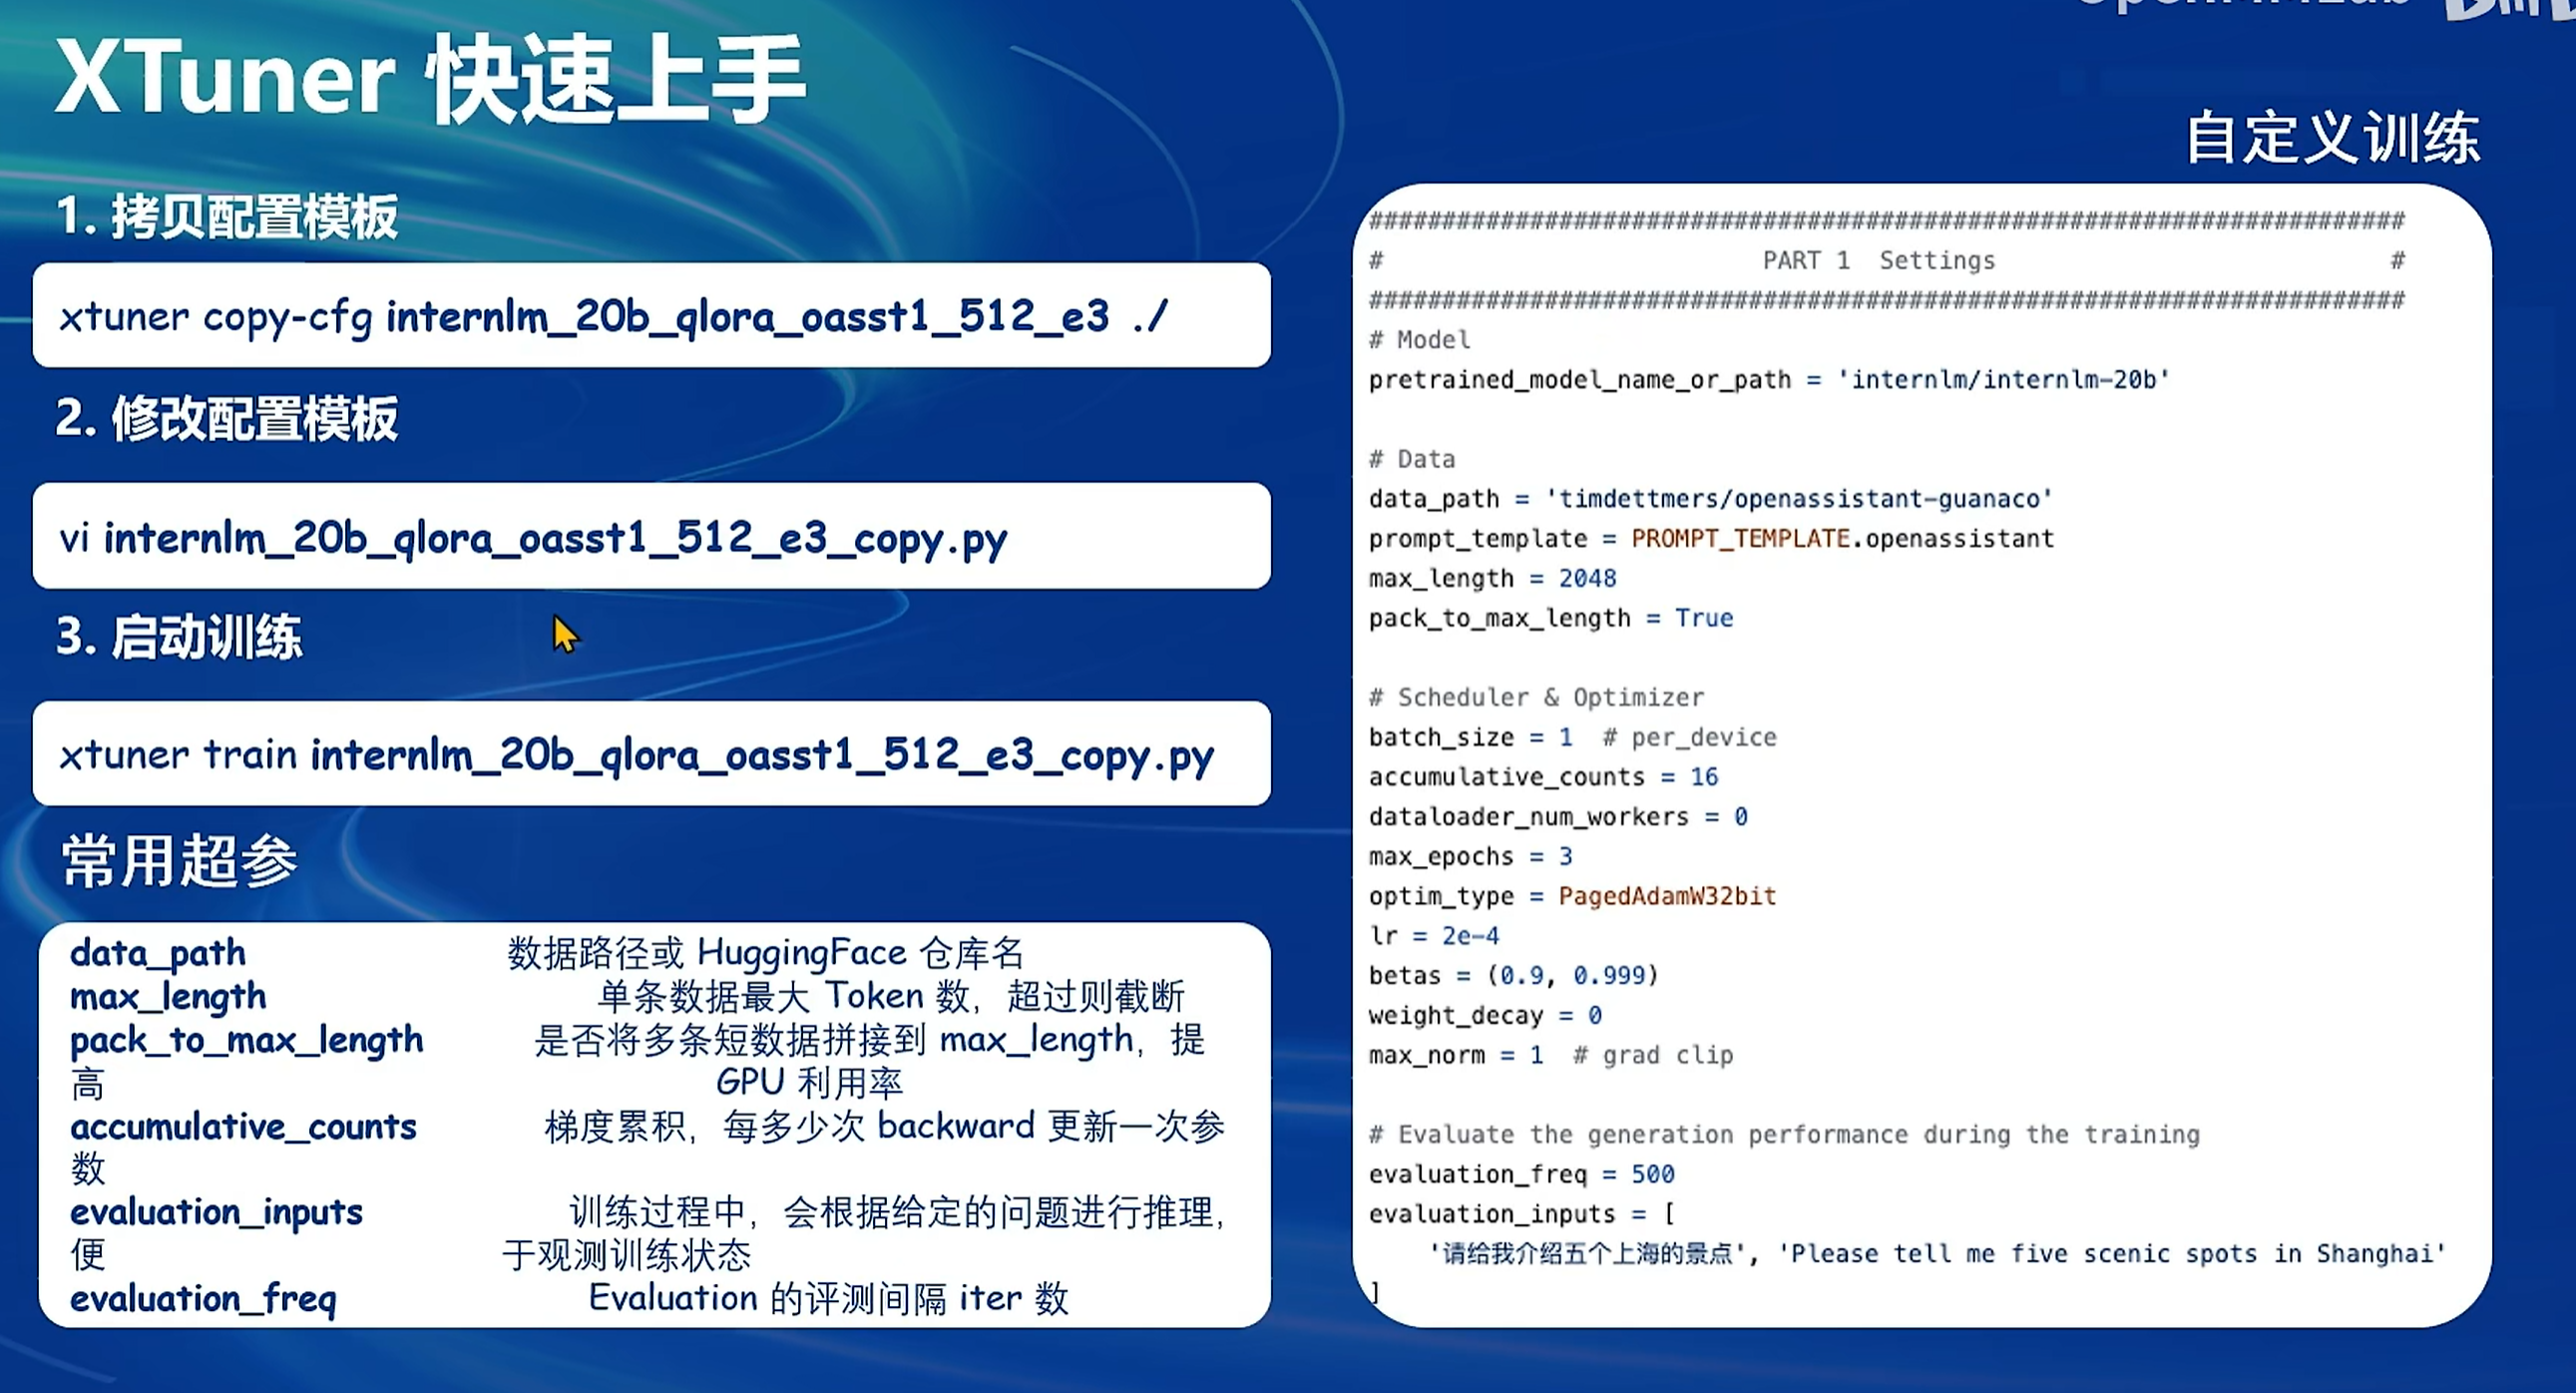 XTuner 快速上手
自定义训练
1. 拷贝配置模板
xtuner copy-cfg internlm_20b_qlora_oasst1_512_e3 ./
2. 修改配置模板
vi internlm_20b_qlora_oasst1_512_e3_copy.py
3. 启动训练
xtuner train internlm_20b_qlora_oasst1_512_e3_copy.py
常用超参
data_path 数据路径或 HuggingFace 仓库名
max_length 单条数据最大 Token 数，超过则截断
pack_to_max_length 是否将多条短数据拼接到 max_length，提
高 GPU 利用率
accumulative_counts 梯度累积，每多少次 backward 更新一次参
数
evaluation_inputs 训练过程中，会根据给定的问题进行推理，
便 于观测训练状态
evaluation_freq Evaluation 的评测间隔 iter 数
#######################################################################
# PART 1 Settings #
#######################################################################
# Model
pretrained_model_name_or_path = 'internlm/internlm-20b'
# Data
data_path = 'timdettmers/openassistant-guanaco'
prompt_template = PROMPT_TEMPLATE.openassistant
max_length = 2048
pack_to_max_length = True
# Scheduler & Optimizer
batch_size = 1 # per_device
accumulative_counts = 16
dataloader_num_workers = 0
max_epochs = 3
optim_type = PagedAdamW32bit
lr = 2e-4
betas = (0.9, 0.999)
weight_decay = 0
max_norm = 1 # grad clip
# Evaluate the generation performance during the training
evaluation_freq = 500
evaluation_inputs = [
'请给我介绍五个上海的景点', 'Please tell me five scenic spots in Shanghai'
]